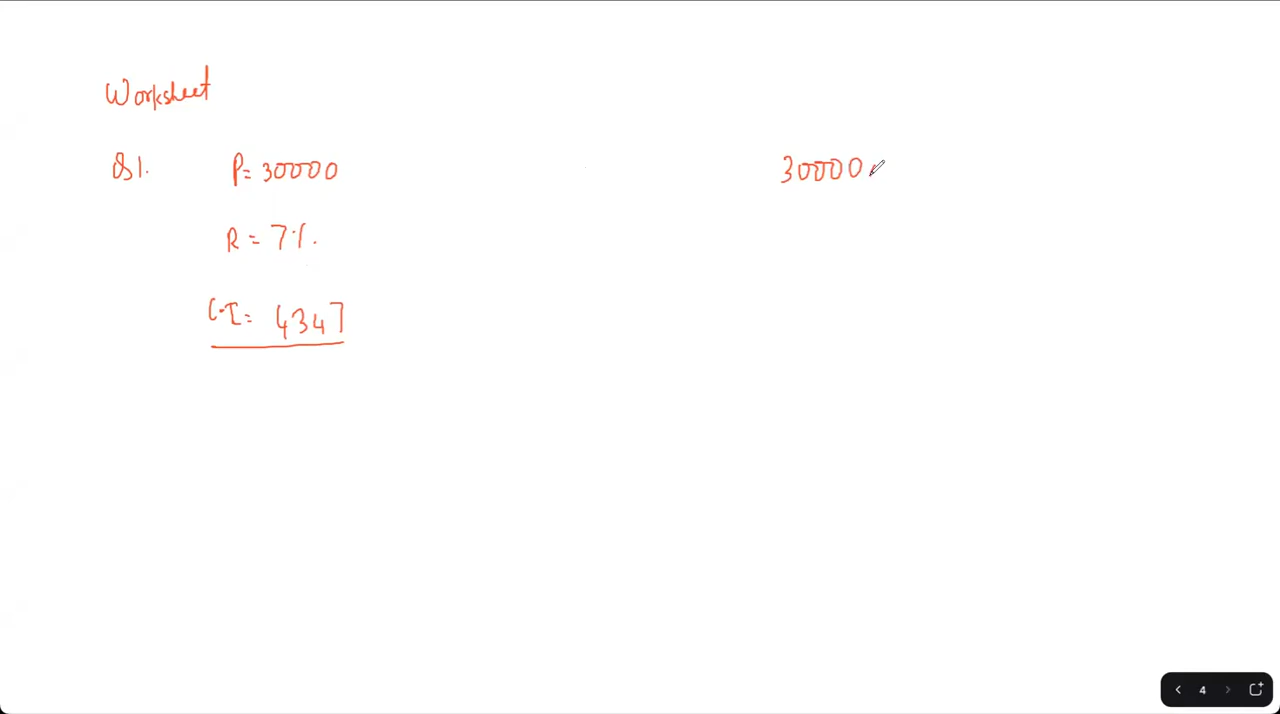 Worksheet
Q1. P= 30000 30000
R = 7%.
C.I= 4347
4